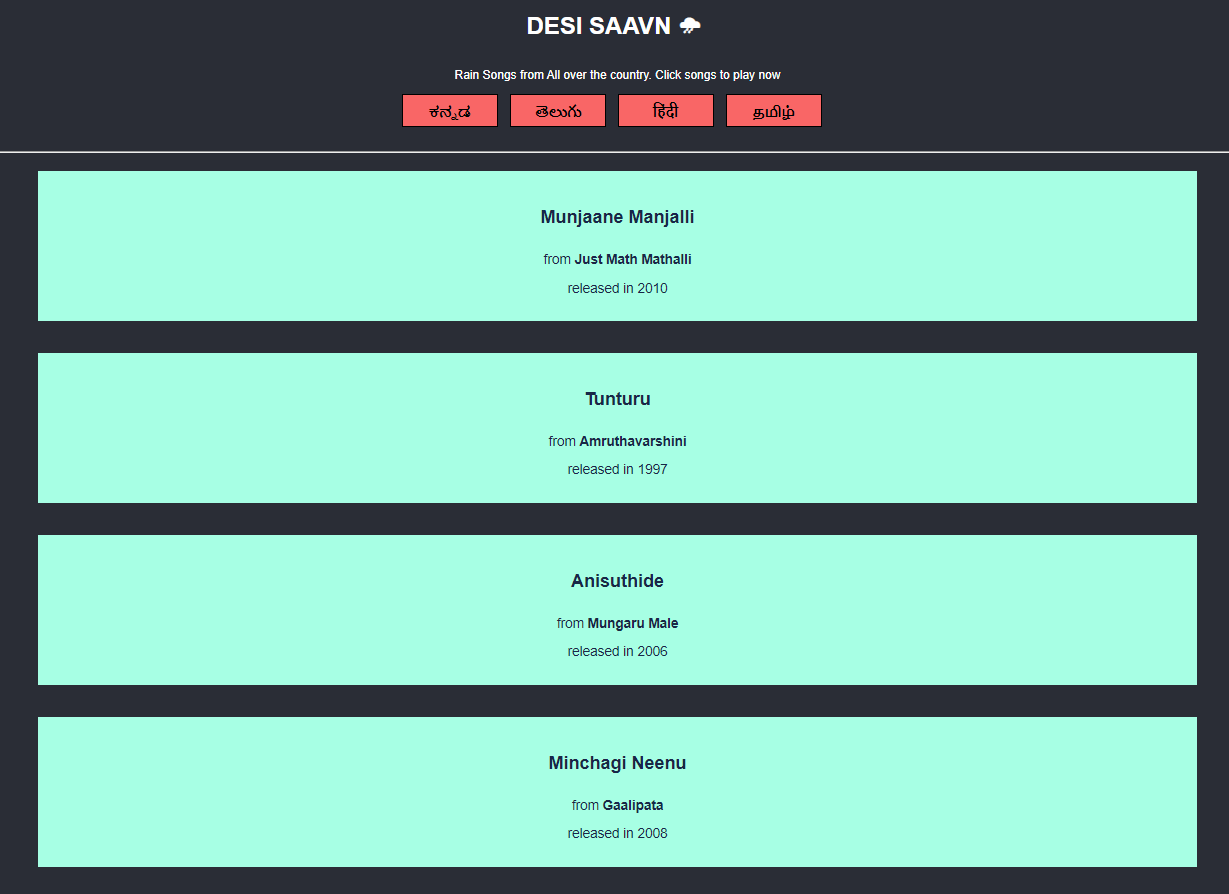 DESI SAAVN
Rain Songs from All over the country. Click songs to play now
ಕನ್ನಡ తెలుగు हिंदी தமிழ்
Munjaane Manjalli
from Just Math Mathalli
released in 2010
Tunturu
from Amruthavarshini
released in 1997
Anisuthide
from Mungaru Male
released in 2006
Minchagi Neenu
from Gaalipata
released in 2008